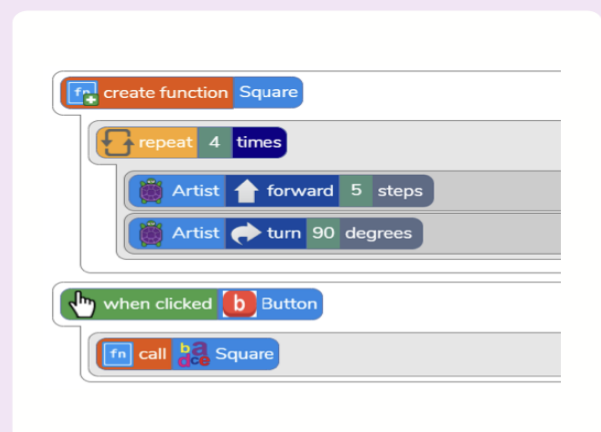 fn create function Square
repeat 4 times
Artist forward 5 steps
Artist turn 90 degrees
when clicked b Button
fn call badce Square